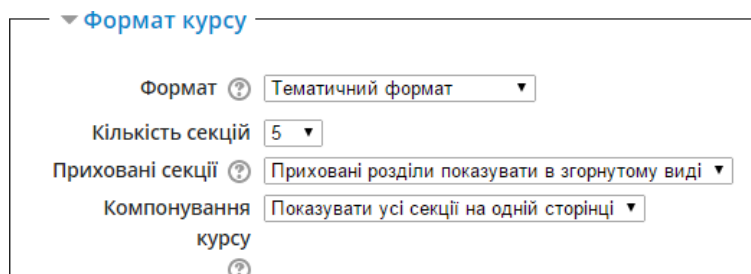 Формат курсу
Формат Тематичний формат
Кількість секцій 5
Приховані секції Приховані розділи показувати в згорнутому виді
Компонування Показувати усі секції на одній сторінці
курсу